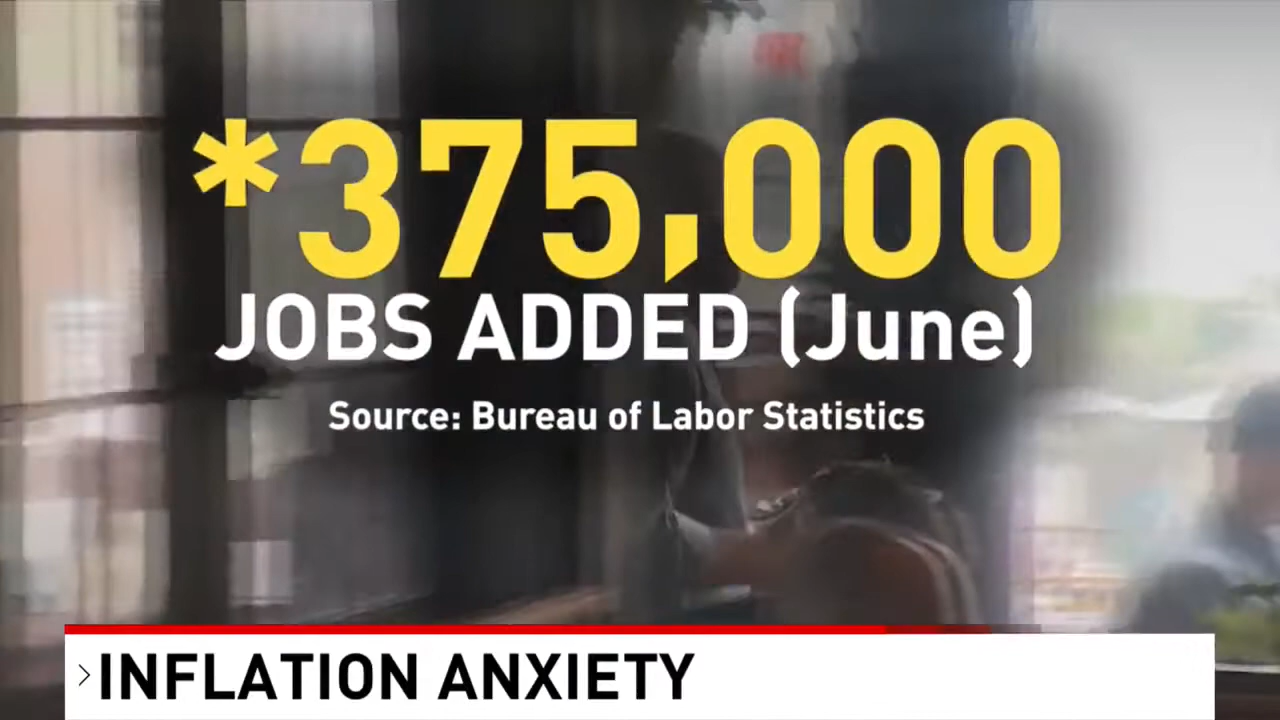 *375,000
JOBS ADDED (June)
Source: Bureau of Labor Statistics
INFLATION ANXIETY